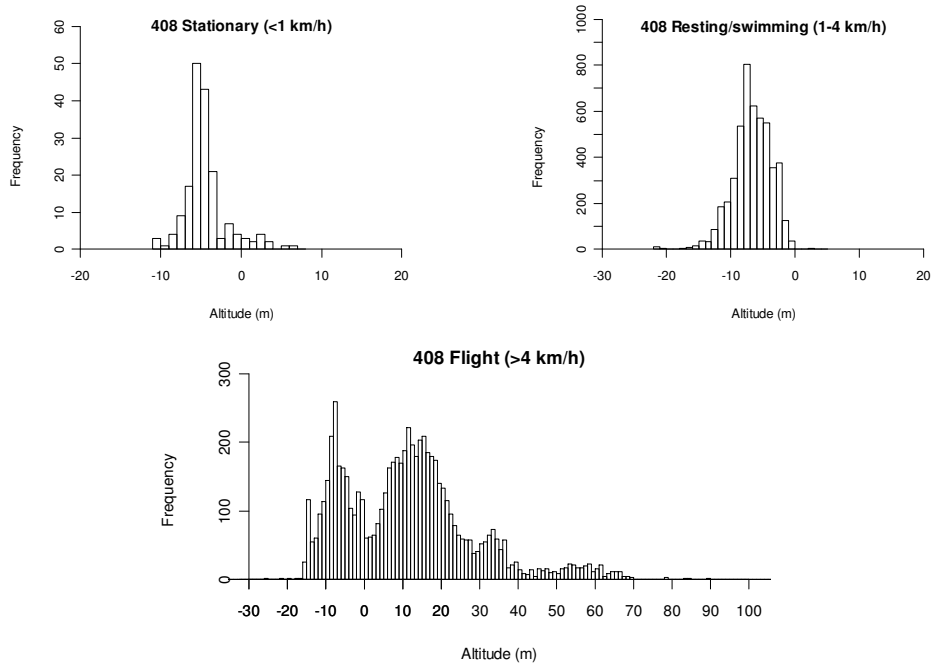 408 Stationary (<1 km/h)
Frequency
60
50
40
30
20
10
0
-20 -10 0 10 20
Altitude (m)
408 Resting/swimming (1-4 km/h)
Frequency
1000
800
600
400
200
0
-30 -20 -10 0 10 20
Altitude (m)
408 Flight (>4 km/h)
Frequency
300
200
100
0
-30 -20 -10 0 10 20 30 40 50 60 70 80 90 100
Altitude (m)